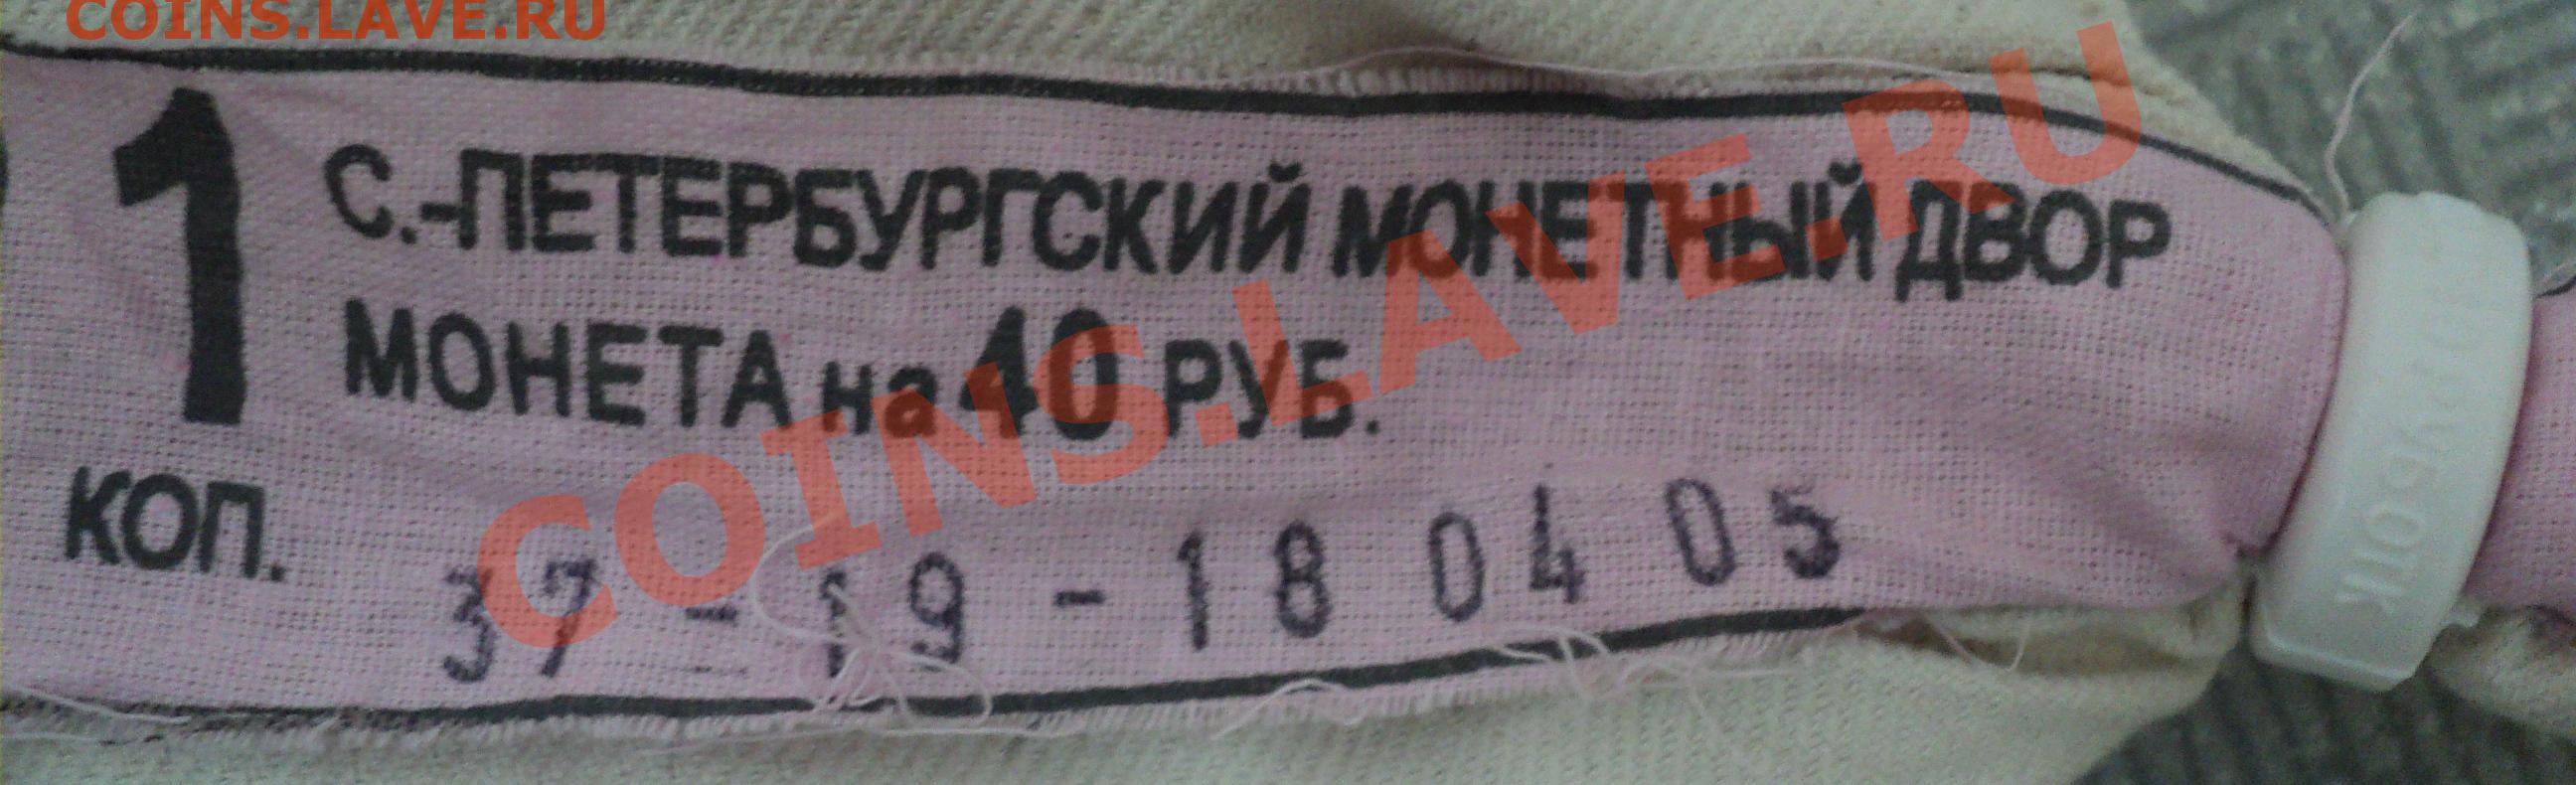 COINS.LAVE.RU
1
С.-ПЕТЕРБУРГСКИЙ МОНЕТНЫЙ ДВОР
МОНЕТА на 40 РУБ.
КОП.
37-19-18 04 05
COINS.LAVE.RU